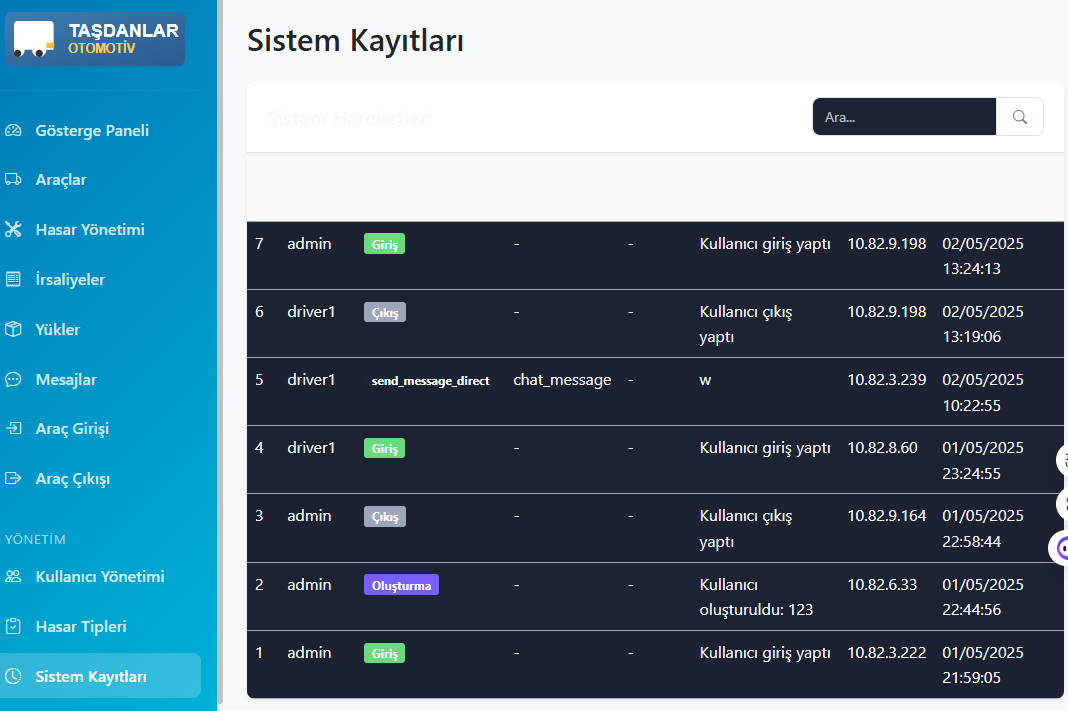 TAŞDANLAR
OTOMOTİV
Gösterge Paneli
Araçlar
Hasar Yönetimi
İrsaliyeler
Yükler
Mesajlar
Araç Girişi
Araç Çıkışı
YÖNETİM
Kullanıcı Yönetimi
Hasar Tipleri
Sistem Kayıtları
Sistem Kayıtları
Sistem Hareketleri
Ara...
7 admin Giriş - - Kullanıcı giriş yaptı 10.82.9.198 02/05/2025
13:24:13
6 driver1 Çıkış - - Kullanıcı çıkış 10.82.9.198 02/05/2025
yaptı 13:19:06
5 driver1 send_message_direct chat_message - w 10.82.3.239 02/05/2025
10:22:55
4 driver1 Giriş - - Kullanıcı giriş yaptı 10.82.8.60 01/05/2025
23:24:55
3 admin Çıkış - - Kullanıcı çıkış 10.82.9.164 01/05/2025
yaptı 22:58:44
2 admin Oluşturma - - Kullanıcı 10.82.6.33 01/05/2025
oluşturuldu: 123 22:44:56
1 admin Giriş - - Kullanıcı giriş yaptı 10.82.3.222 01/05/2025
21:59:05